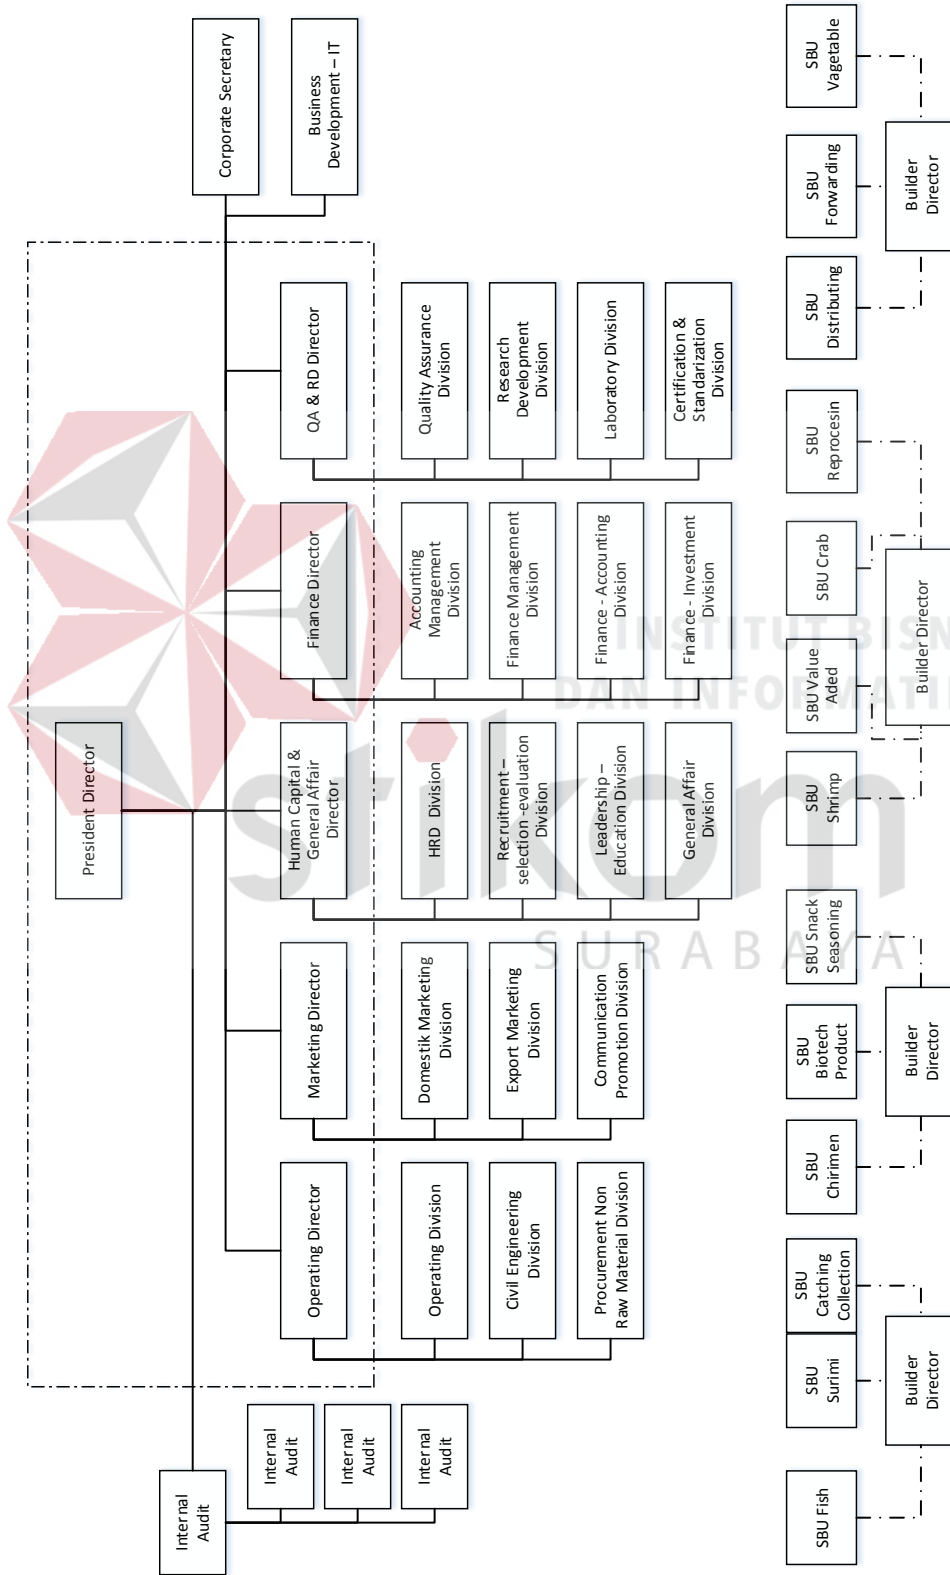 President Director
Internal
Audit
Corporate Secretary
Internal
Audit
Internal
Audit
Internal
Audit
Business
Development – IT
Operating Director
Marketing Director
Human Capital &
General Affair
Director
Finance Director
QA & RD Director
Operating Division
Domestik Marketing
Division
HRD Division
Accounting
Management
Division
Quality Assurance
Division
Civil Engineering
Division
Export Marketing
Division
Recruitment –
selection -evaluation
Division
Finance Management
Division
Research
Development
Division
Procurement Non
Raw Material Division
Communication
Promotion Division
Leadership –
Education Division
Finance - Accounting
Division
Laboratory Division
General Affair
Division
Finance - Investment
Division
Certification &
Standarization
Division
SBU Fish
SBU
Surimi
SBU
Catching
Collection
SBU
Chirimen
SBU
Biotech
Product
SBU Snack
Seasoning
SBU
Shrimp
SBU Value
Aded
SBU Crab
SBU
Reprocesin
SBU
Distributing
SBU
Forwarding
SBU
Vagetable
Builder
Director
Builder
Director
Builder Director
Builder
Director
INSTITUT BISN
DAN INFORMATI
stikom
SURABAYA